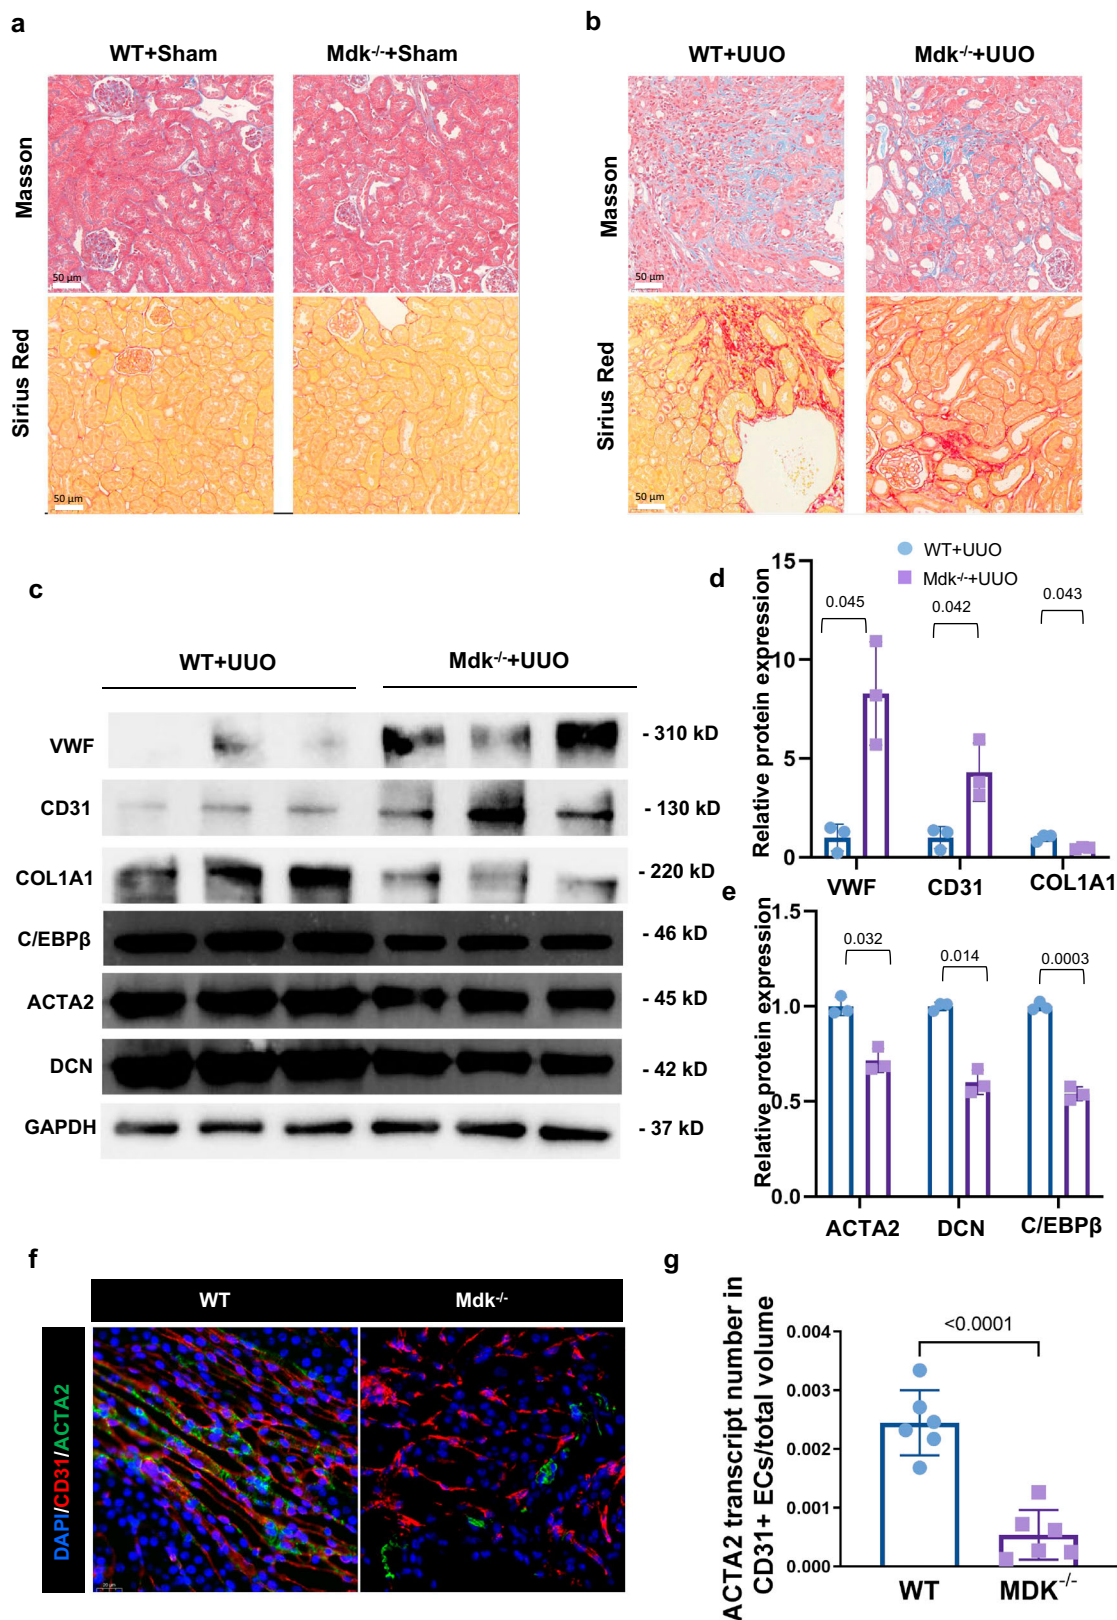 a
WT+Sham
Mdk-/-+Sham
Masson
50 µm
Sirius Red
50 µm
b
WT+UUO
Mdk-/-+UUO
Masson
50 µm
Sirius Red
50 µm
c
WT+UUO
Mdk-/-+UUO
VWF
- 310 kD
CD31
- 130 kD
COL1A1
- 220 kD
C/EBPβ
- 46 kD
ACTA2
- 45 kD
DCN
- 42 kD
GAPDH
- 37 kD
d
WT+UUO
Mdk-/-+UUO
Relative protein expression
15
10
5
0
0.045
0.042
0.043
VWF
CD31
COL1A1
e
Relative protein expression
1.5
1.0
0.5
0.0
0.032
0.014
0.0003
ACTA2
DCN
C/EBPβ
f
WT
Mdk-/-
DAPI/CD31/ACTA2
20 µm
g
ACTA2 transcript number in
CD31+ ECs/total volume
0.004
0.003
0.002
0.001
0.000
<0.0001
WT
MDK-/-